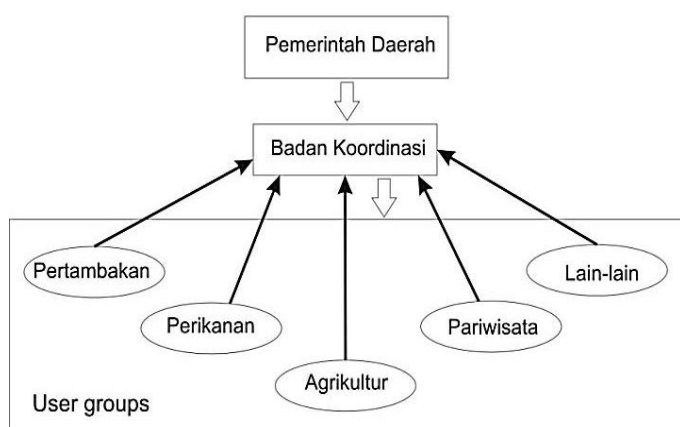 Pemerintah Daerah
Badan Koordinasi
Pertambakan
Lain-lain
Perikanan
Pariwisata
Agrikultur
User groups